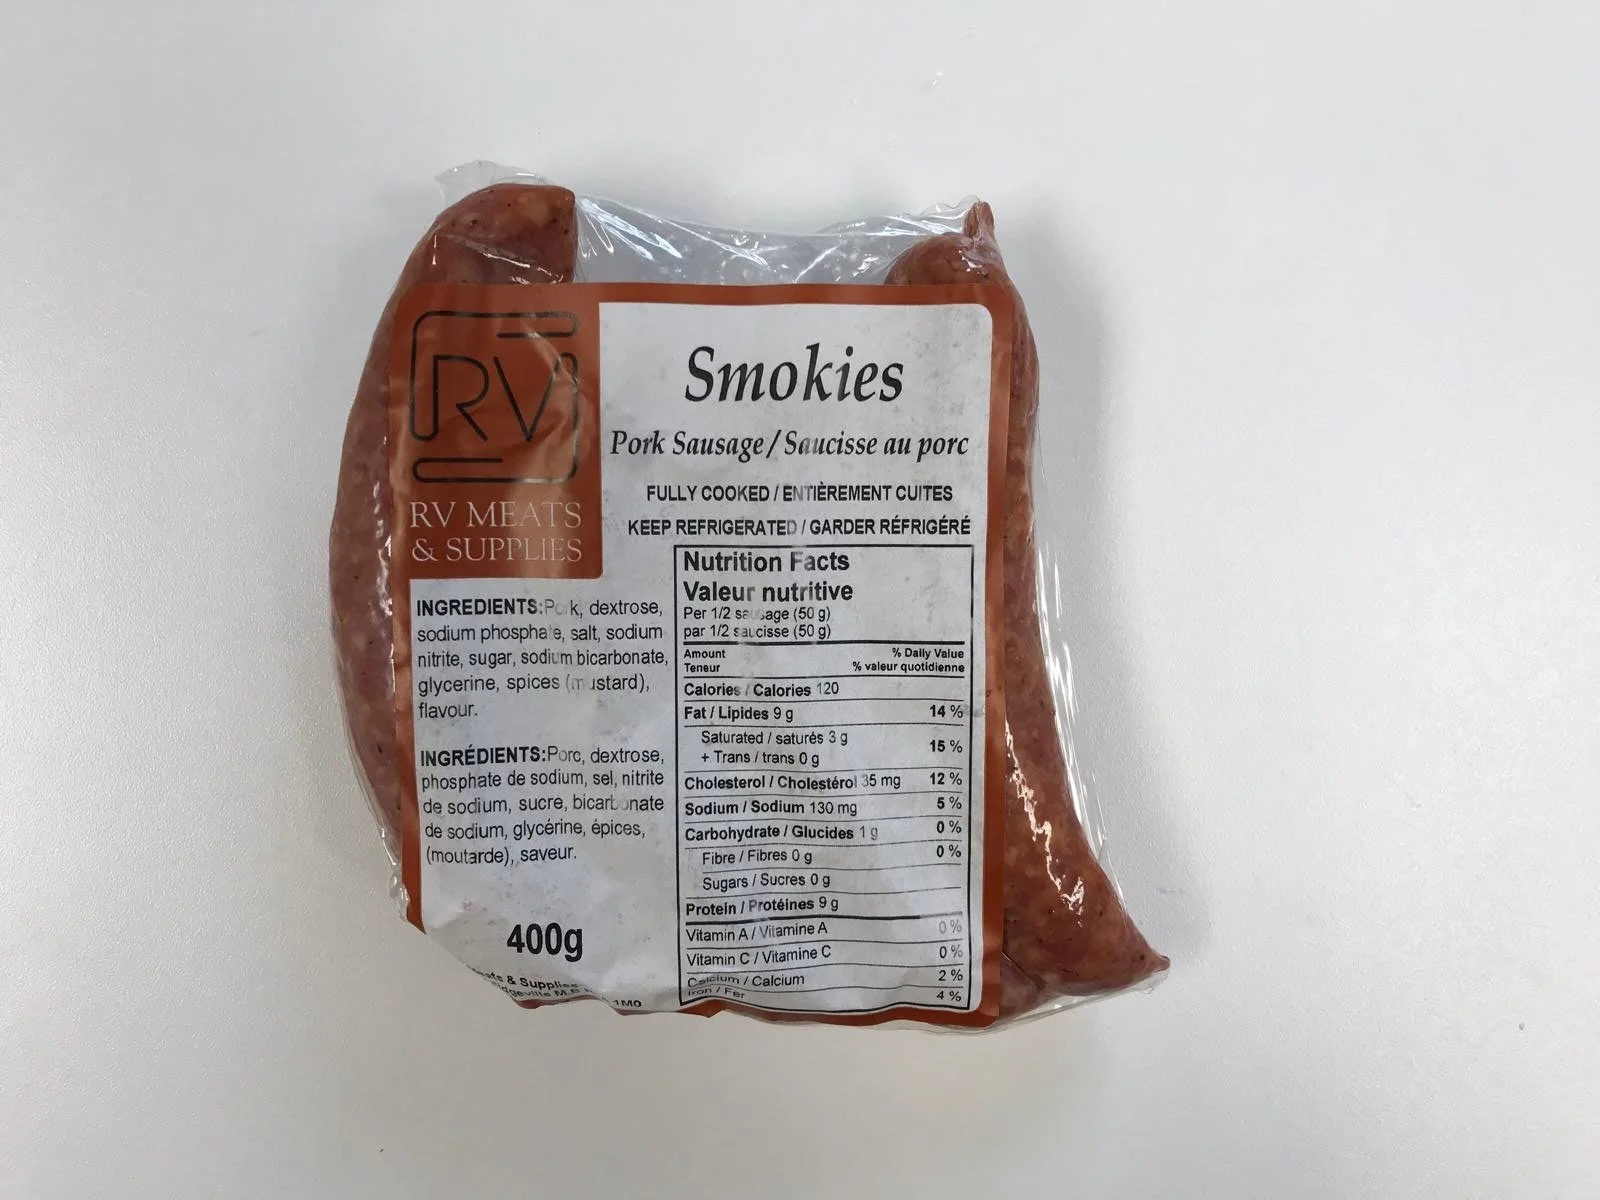 RV
RV MEATS
& SUPPLIES
Smokies
Pork Sausage / Saucisse au porc
FULLY COOKED / ENTIÈREMENT CUITES
KEEP REFRIGERATED / GARDER RÉFRIGÉRÉ
INGREDIENTS:Pork, dextrose,
sodium phosphate, salt, sodium
nitrite, sugar, sodium bicarbonate,
glycerine, spices (mustard),
flavour.
INGRÉDIENTS:Porc, dextrose,
phosphate de sodium, sel, nitrite
de sodium, sucre, bicarbonate
de sodium, glycérine, épices,
(moutarde), saveur.
400g
& Supplies
1M0
Nutrition Facts
Valeur nutritive
Per 1/2 sausage (50 g)
par 1/2 saucisse (50 g)
Amount % Daily Value
Teneur % valeur quotidienne
Calories / Calories 120
Fat / Lipides 9 g 14 %
Saturated / saturés 3 g
+ Trans / trans 0 g 15 %
Cholesterol / Cholestérol 35 mg 12 %
Sodium / Sodium 130 mg 5 %
Carbohydrate / Glucides 1 g 0 %
Fibre / Fibres 0 g 0 %
Sugars / Sucres 0 g
Protein / Protéines 9 g
Vitamin A / Vitamine A 0 %
Vitamin C / Vitamine C 0 %
Calcium / Calcium 2 %
Iron / Fer 4 %